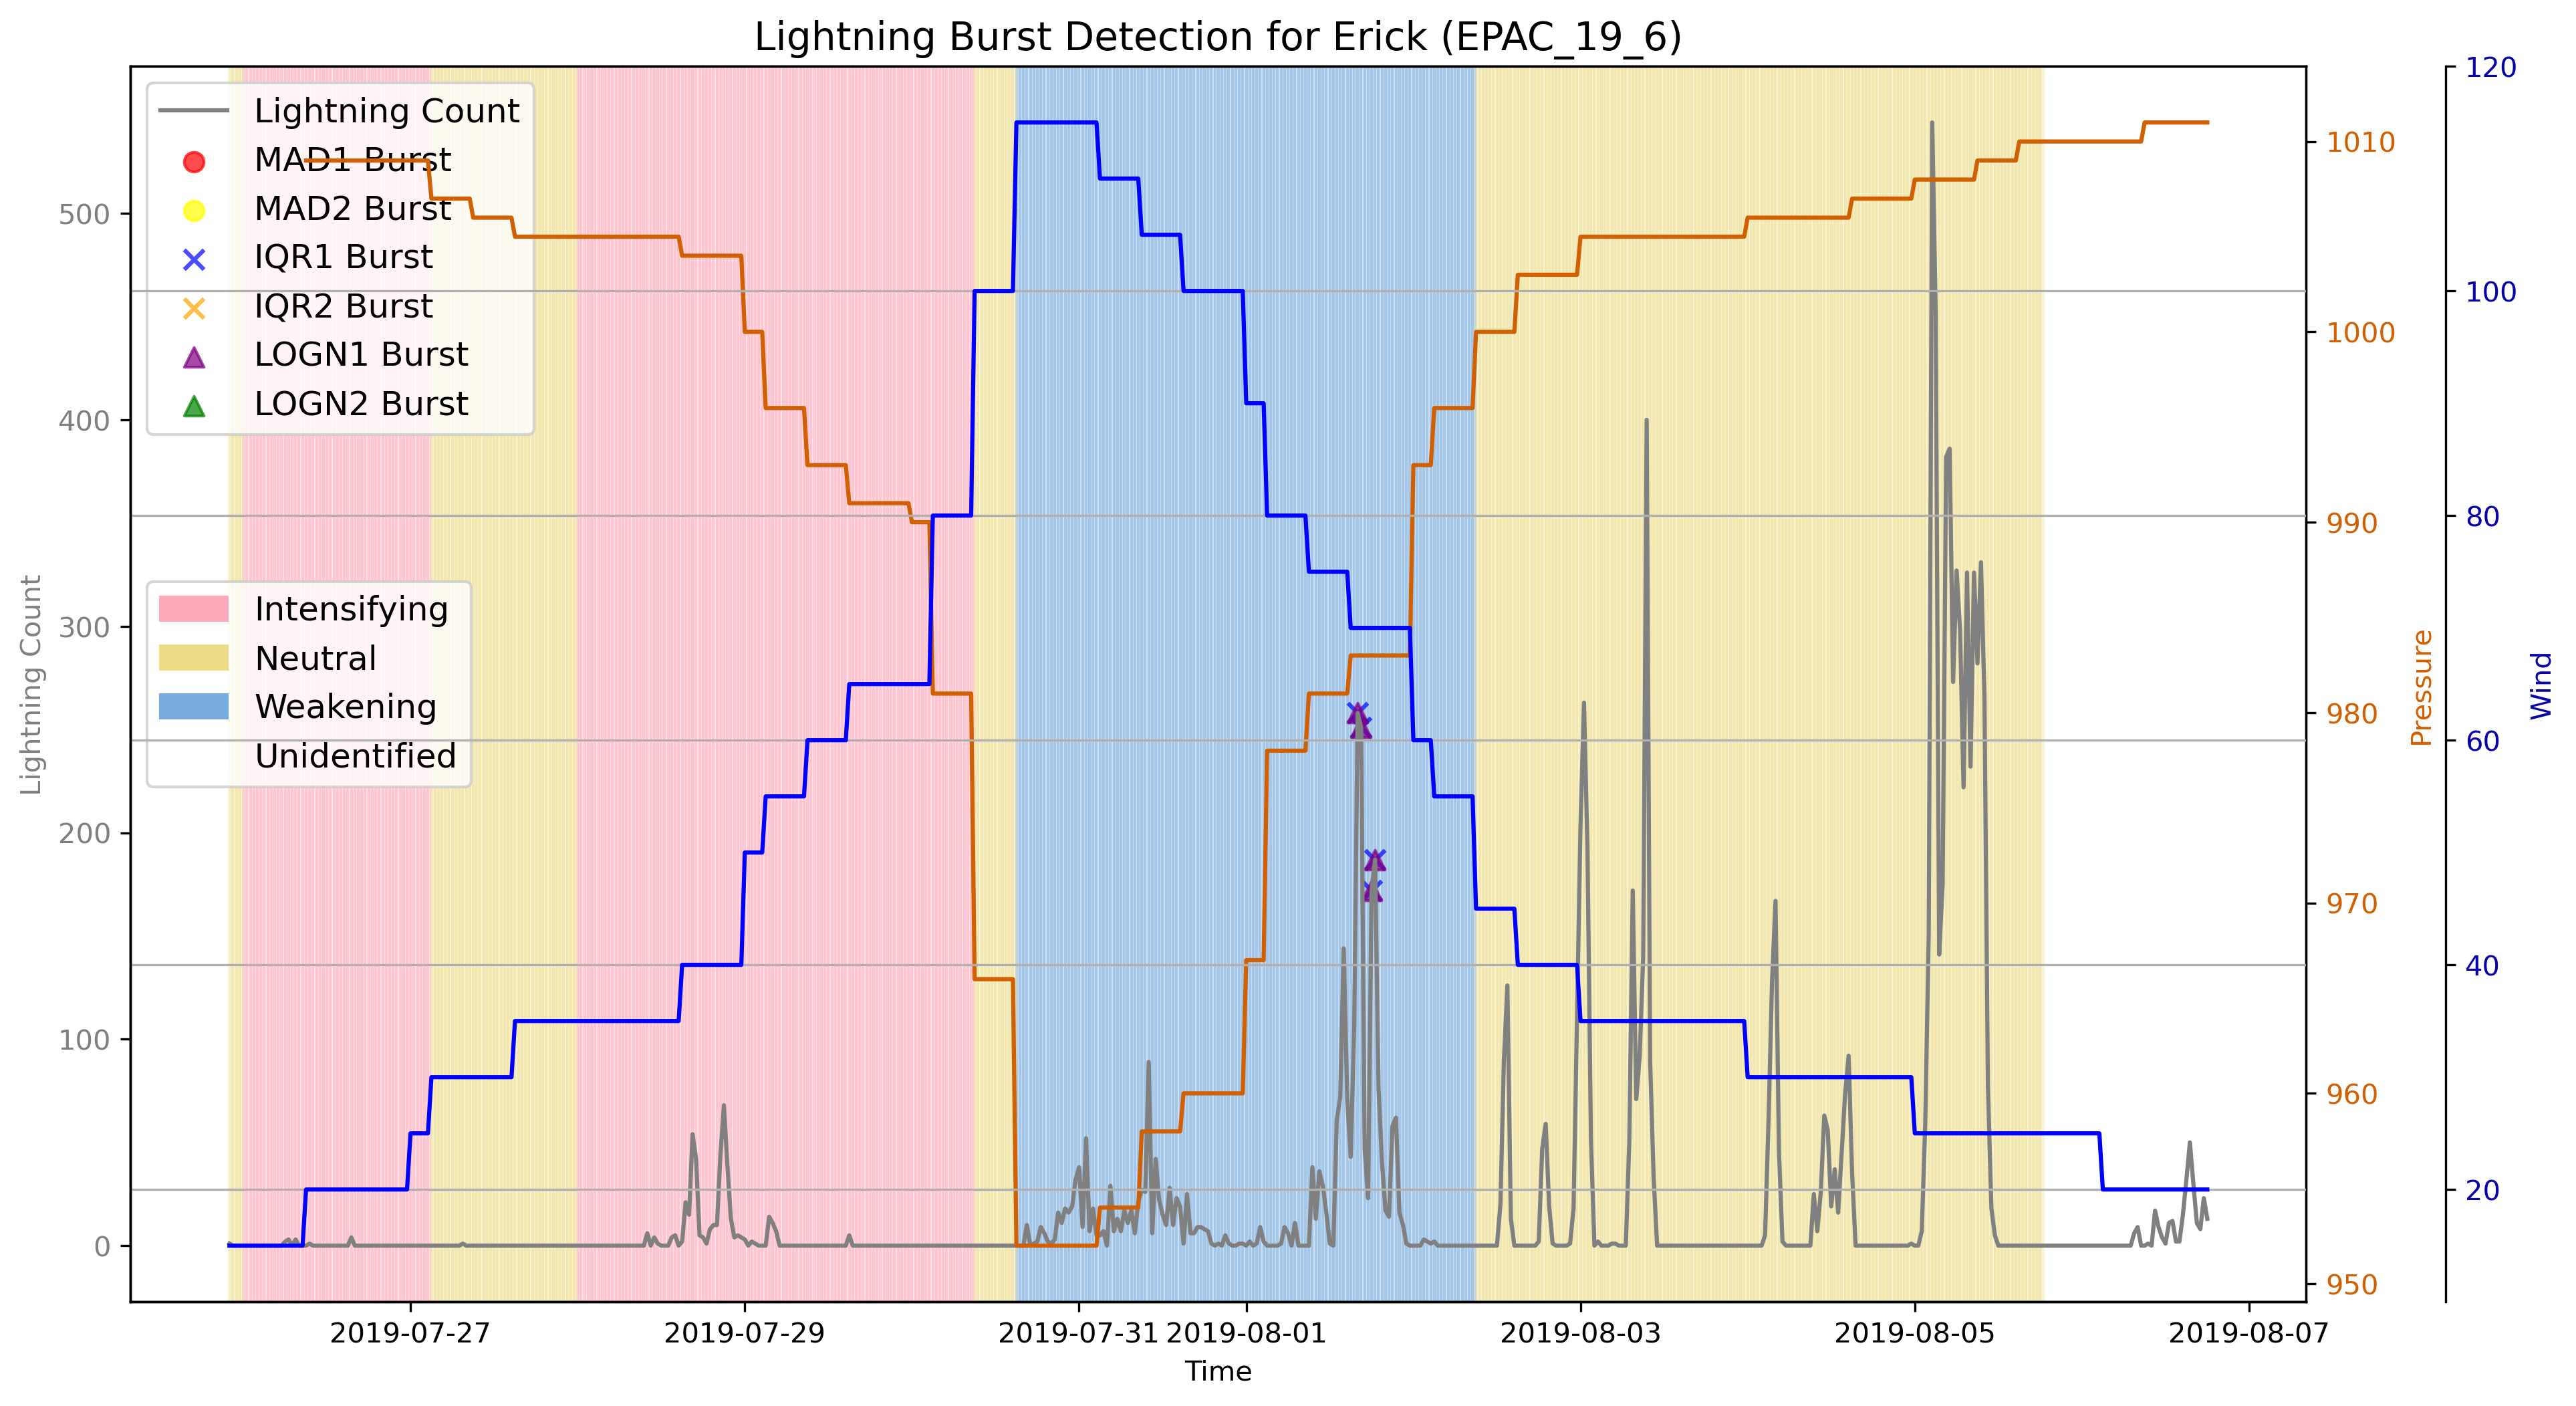 Lightning Burst Detection for Erick (EPAC_19_6)
Lightning Count
MAD1 Burst
MAD2 Burst
IQR1 Burst
IQR2 Burst
LOGN1 Burst
LOGN2 Burst
Intensifying
Neutral
Weakening
Unidentified
Lightning Count
500
400
300
200
100
0
1010
1000
990
980
970
960
950
Pressure
120
100
80
60
40
20
Wind
2019-07-27 2019-07-29 2019-07-31 2019-08-01 2019-08-03 2019-08-05 2019-08-07
Time